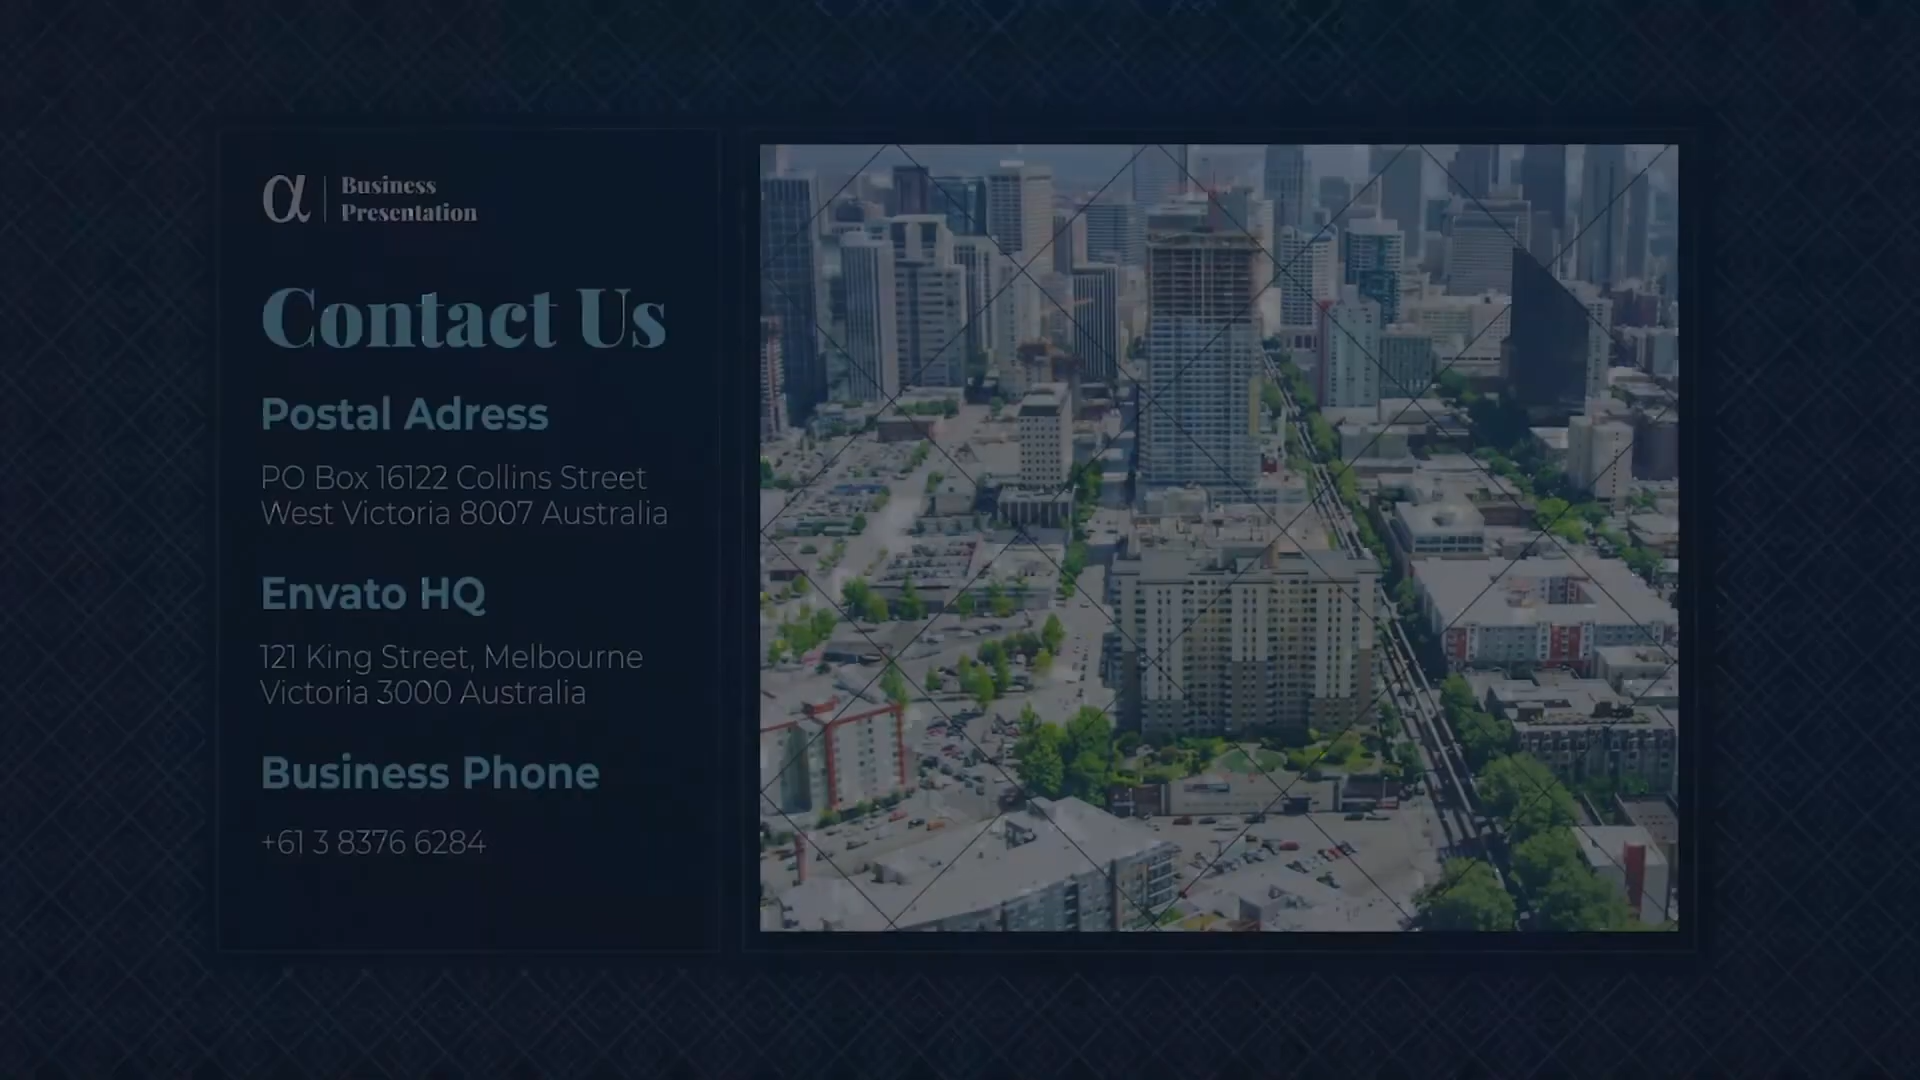 α
Business
Presentation
Contact Us
Postal Adress
PO Box 16122 Collins Street
West Victoria 8007 Australia
Envato HQ
121 King Street, Melbourne
Victoria 3000 Australia
Business Phone
+61 3 8376 6284